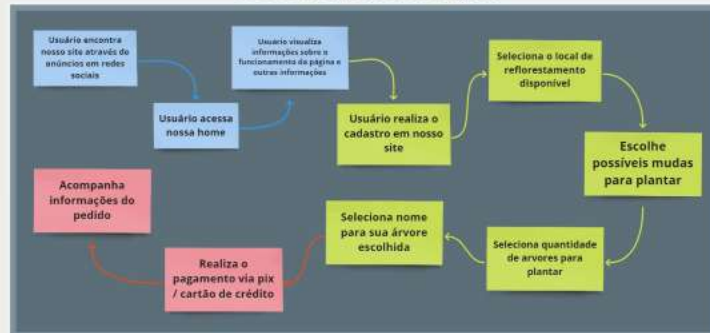 Usuário encontra
nosso site através de
anúncios em redes
sociais
Usuário acessa
nossa home
Usuário visualiza
informações sobre o
funcionamento da página e
outras informações
Usuário realiza o
cadastro em nosso
site
Seleciona o local de
reflorestamento
disponível
Escolhe
possíveis mudas
para plantar
Seleciona quantidade
de arvores para
plantar
Seleciona nome
para sua árvore
escolhida
Realiza o
pagamento via pix
/ cartão de crédito
Acompanha
informações do
pedido